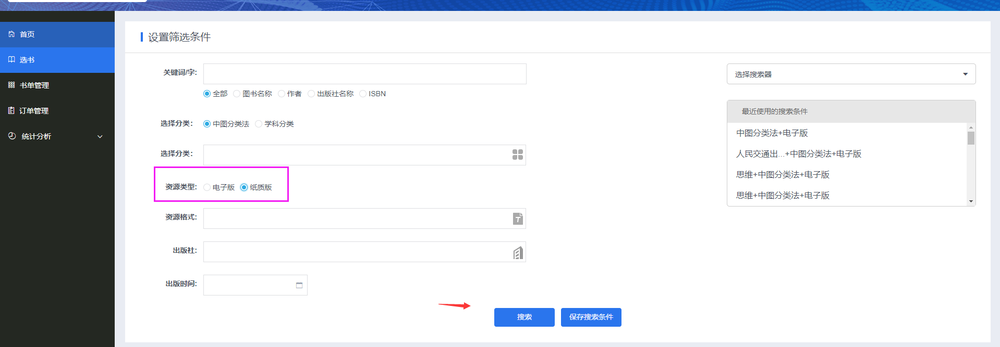 首页
选书
书单管理
订单管理
统计分析
设置筛选条件
关键词/字:
全部 图书名称 作者 出版社名称 ISBN
选择分类：
中图分类法 学科分类
选择分类：
资源类型:
电子版 纸质版
资源格式:
T
出版社:
出版时间:
搜索
保存搜索条件
选择搜索器
最近使用的搜索条件
中图分类法+电子版
人民交通出...+中图分类法+电子版
思维+中图分类法+电子版
思维+中图分类法+电子版